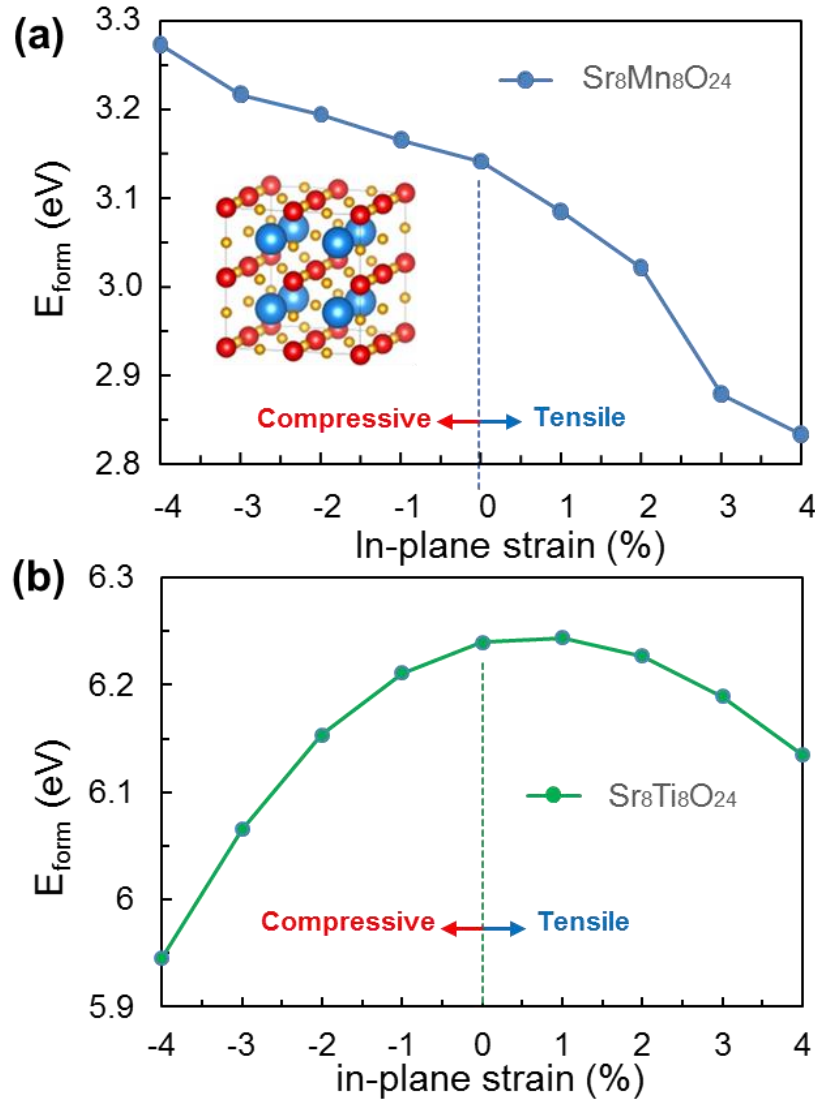 (a)
3.3
3.2
3.1
3.0
2.9
2.8
E_form (eV)
Sr₈Mn₈O₂₄
Compressive
Tensile
-4 -3 -2 -1 0 1 2 3 4
In-plane strain (%)
(b)
6.3
6.2
6.1
6
5.9
E_form (eV)
Sr₈Ti₈O₂₄
Compressive
Tensile
-4 -3 -2 -1 0 1 2 3 4
in-plane strain (%)